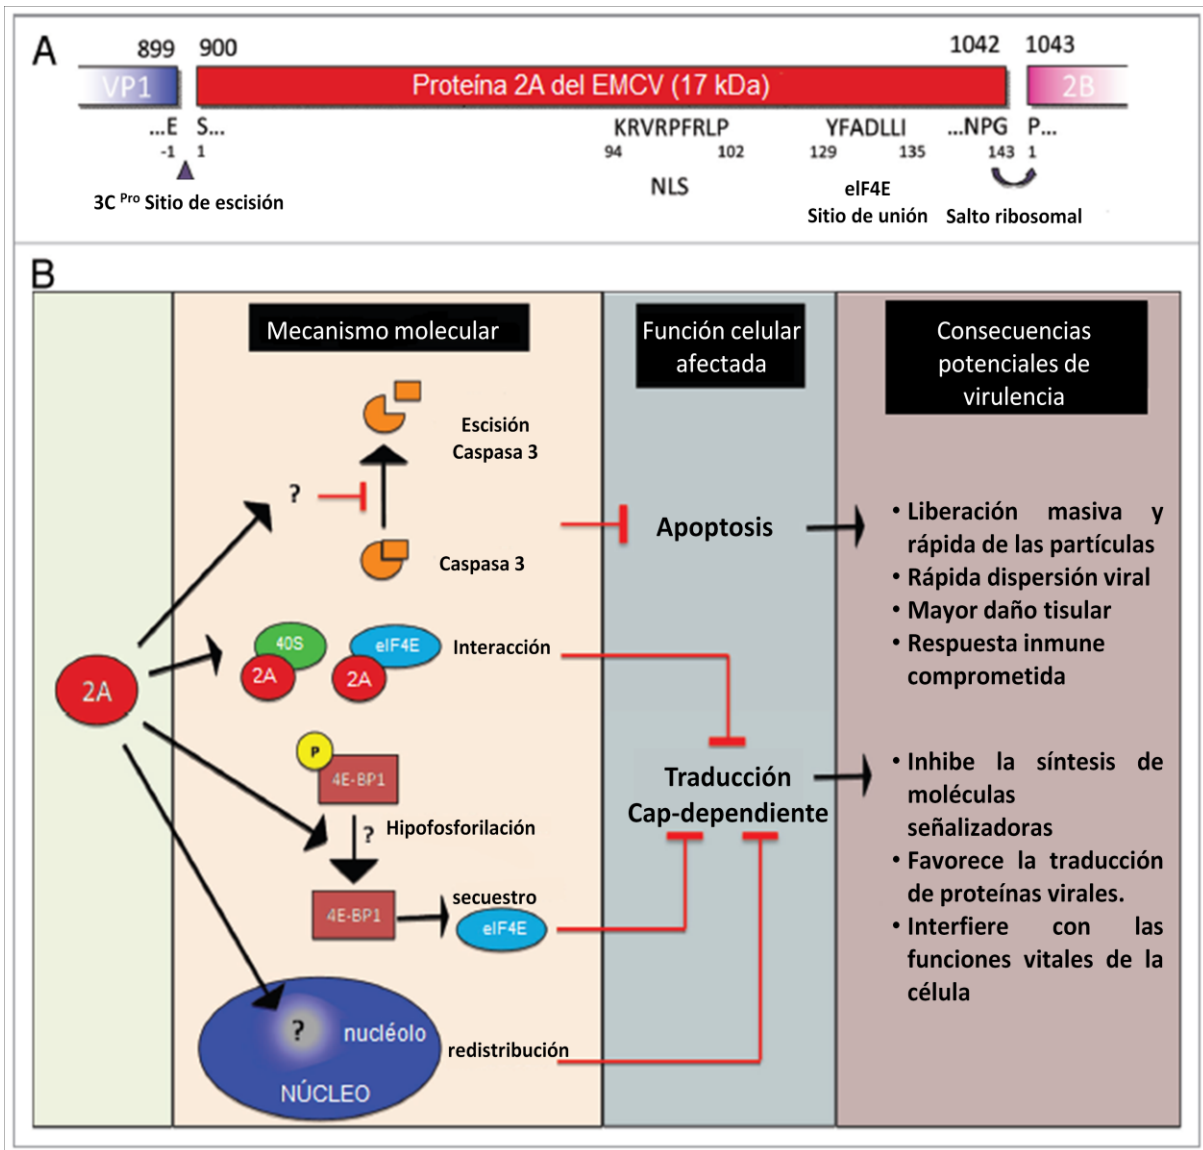 A
899 900 1042 1043
VP1 Proteína 2A del EMCV (17 kDa) 2B
...E S... KRVRPFRLP YFADLLI ...NPG P...
-1 1 94 102 129 135 143 1
NLS eIF4E
3C Pro Sitio de escisión Sitio de unión Salto ribosomal
B
Mecanismo molecular
Función celular
afectada
Consecuencias
potenciales de
virulencia
Escisión
Caspasa 3
?
Caspasa 3
Apoptosis
• Liberación masiva y
rápida de las partículas
• Rápida dispersión viral
• Mayor daño tisular
• Respuesta inmune
comprometida
2A
40S
2A
eIF4E
2A
Interacción
P
4E-BP1
? Hipofosforilación
4E-BP1
secuestro
eIF4E
Traducción
Cap-dependiente
• Inhibe la síntesis de
moléculas
señalizadoras
• Favorece la traducción
de proteínas virales.
• Interfiere con las
funciones vitales de la
célula
? nucléolo
NÚCLEO
redistribución